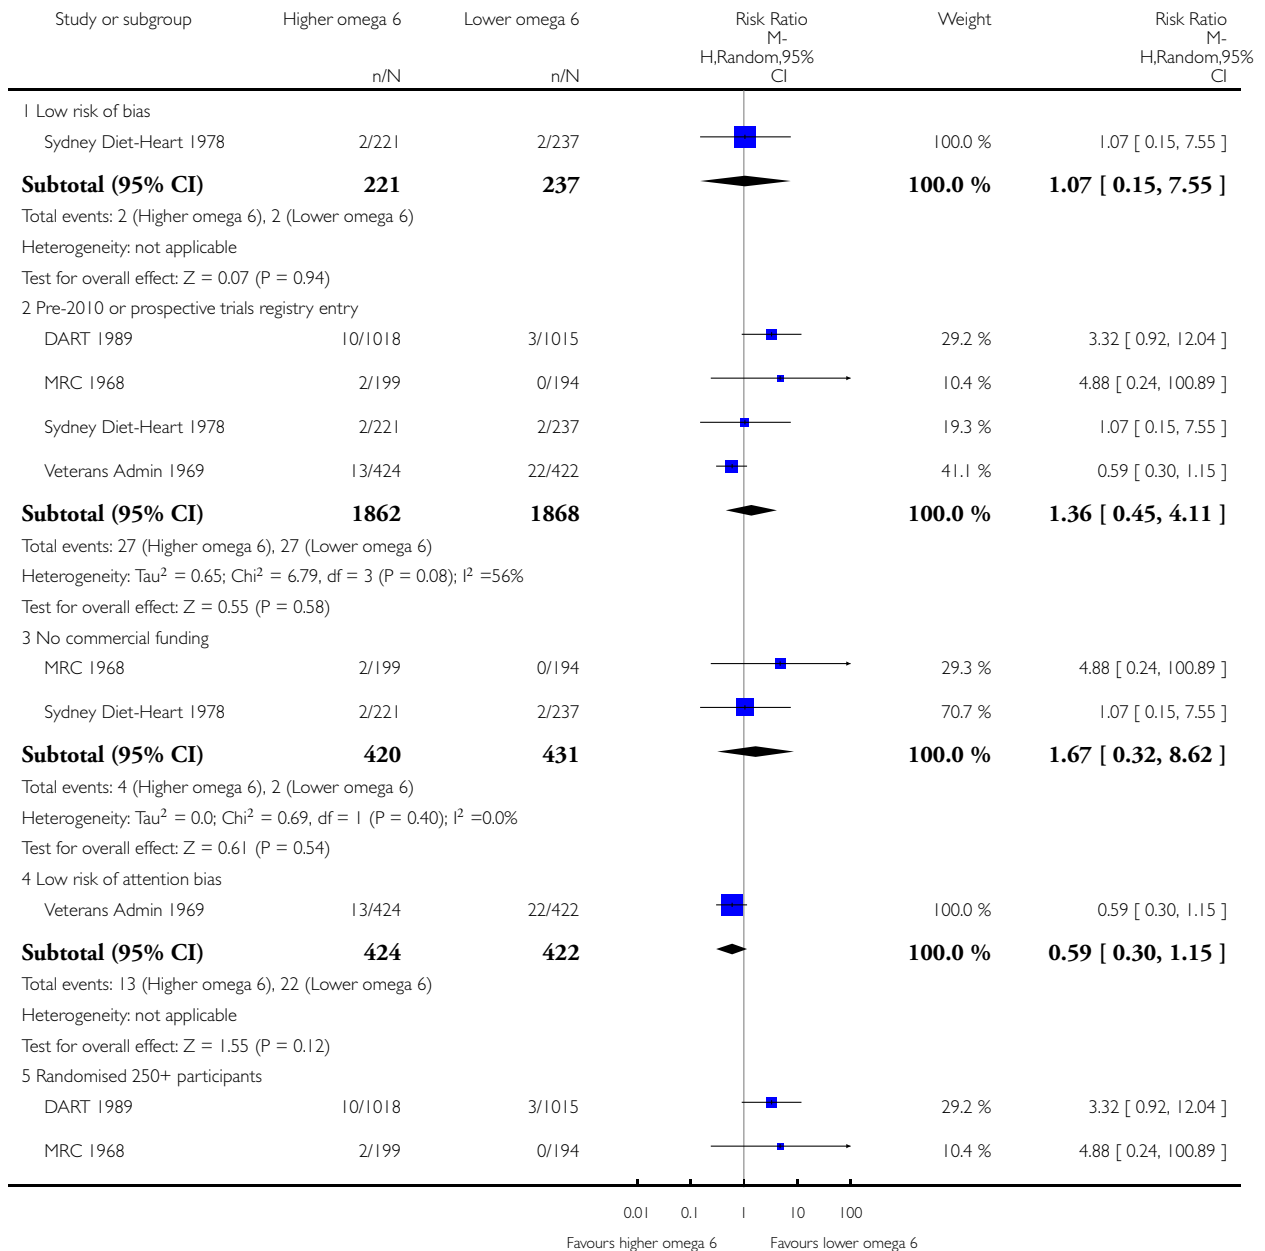 Study or subgroup Higher omega 6 Lower omega 6 Risk Ratio Weight Risk Ratio
M- M-
H,Random,95% H,Random,95%
n/N n/N CI CI
1 Low risk of bias
Sydney Diet-Heart 1978 2/221 2/237 100.0 % 1.07 [ 0.15, 7.55 ]
Subtotal (95% CI) 221 237 100.0 % 1.07 [ 0.15, 7.55 ]
Total events: 2 (Higher omega 6), 2 (Lower omega 6)
Heterogeneity: not applicable
Test for overall effect: Z = 0.07 (P = 0.94)
2 Pre-2010 or prospective trials registry entry
DART 1989 10/1018 3/1015 29.2 % 3.32 [ 0.92, 12.04 ]
MRC 1968 2/199 0/194 10.4 % 4.88 [ 0.24, 100.89 ]
Sydney Diet-Heart 1978 2/221 2/237 19.3 % 1.07 [ 0.15, 7.55 ]
Veterans Admin 1969 13/424 22/422 41.1 % 0.59 [ 0.30, 1.15 ]
Subtotal (95% CI) 1862 1868 100.0 % 1.36 [ 0.45, 4.11 ]
Total events: 27 (Higher omega 6), 27 (Lower omega 6)
Heterogeneity: Tau² = 0.65; Chi² = 6.79, df = 3 (P = 0.08); I² =56%
Test for overall effect: Z = 0.55 (P = 0.58)
3 No commercial funding
MRC 1968 2/199 0/194 29.3 % 4.88 [ 0.24, 100.89 ]
Sydney Diet-Heart 1978 2/221 2/237 70.7 % 1.07 [ 0.15, 7.55 ]
Subtotal (95% CI) 420 431 100.0 % 1.67 [ 0.32, 8.62 ]
Total events: 4 (Higher omega 6), 2 (Lower omega 6)
Heterogeneity: Tau² = 0.0; Chi² = 0.69, df = 1 (P = 0.40); I² =0.0%
Test for overall effect: Z = 0.61 (P = 0.54)
4 Low risk of attention bias
Veterans Admin 1969 13/424 22/422 100.0 % 0.59 [ 0.30, 1.15 ]
Subtotal (95% CI) 424 422 100.0 % 0.59 [ 0.30, 1.15 ]
Total events: 13 (Higher omega 6), 22 (Lower omega 6)
Heterogeneity: not applicable
Test for overall effect: Z = 1.55 (P = 0.12)
5 Randomised 250+ participants
DART 1989 10/1018 3/1015 29.2 % 3.32 [ 0.92, 12.04 ]
MRC 1968 2/199 0/194 10.4 % 4.88 [ 0.24, 100.89 ]
0.01 0.1 1 10 100
Favours higher omega 6 Favours lower omega 6